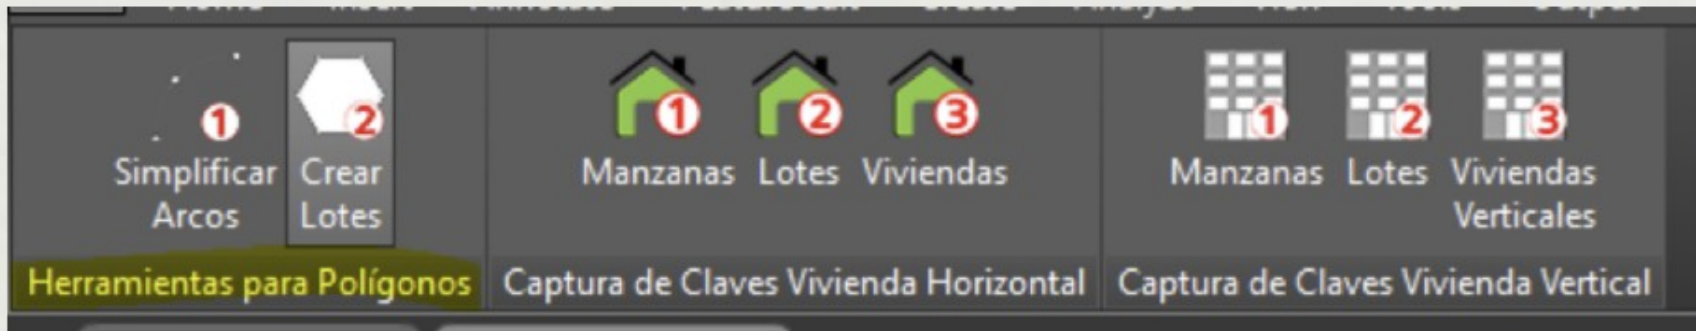 1 2 1 2 3 1 2 3
Simplificar Crear Manzanas Lotes Viviendas Manzanas Lotes Viviendas
Arcos Lotes Verticales
Herramientas para Polígonos Captura de Claves Vivienda Horizontal Captura de Claves Vivienda Vertical